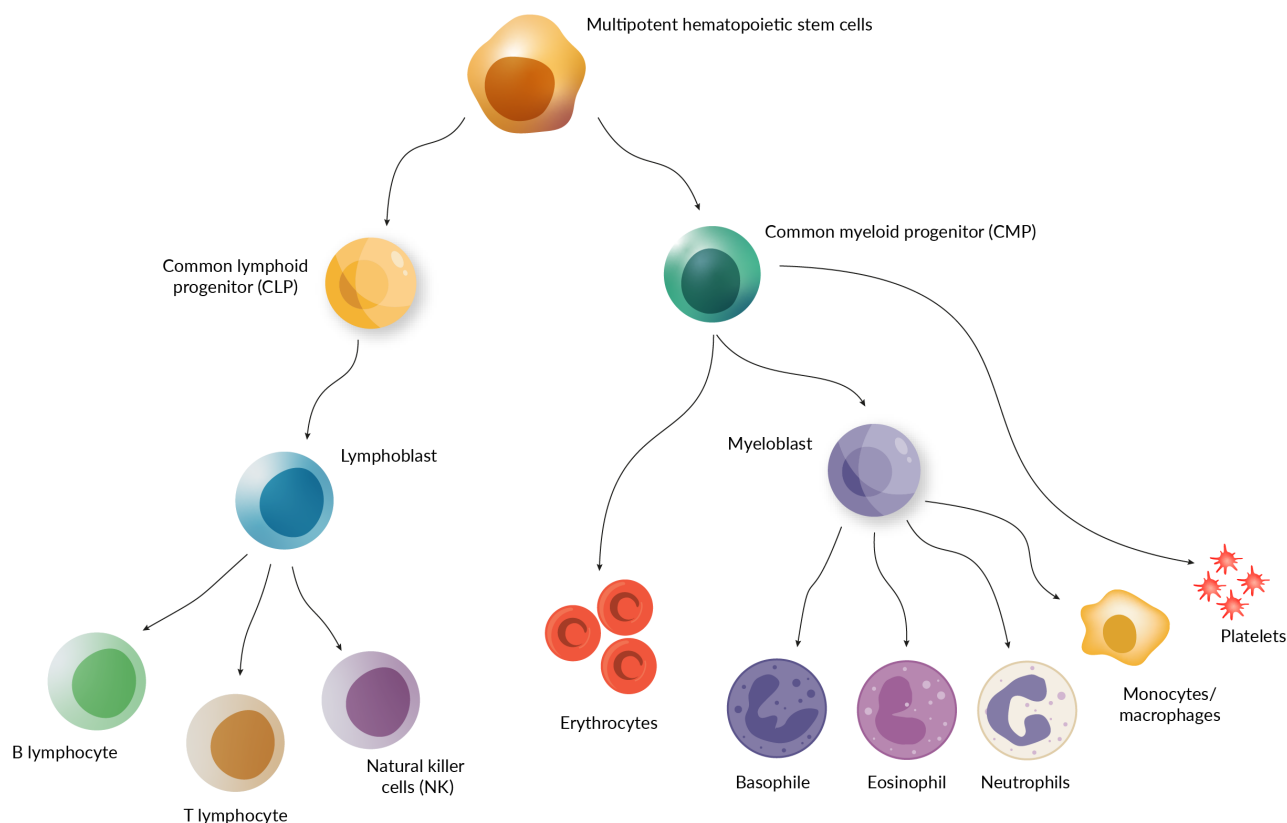 Multipotent hematopoietic stem cells
Common myeloid progenitor (CMP)
Common lymphoid
progenitor (CLP)
Myeloblast
Lymphoblast
Platelets
Monocytes/
macrophages
Erythrocytes
B lymphocyte
Natural killer
cells (NK)
Basophile
Eosinophil
Neutrophils
T lymphocyte